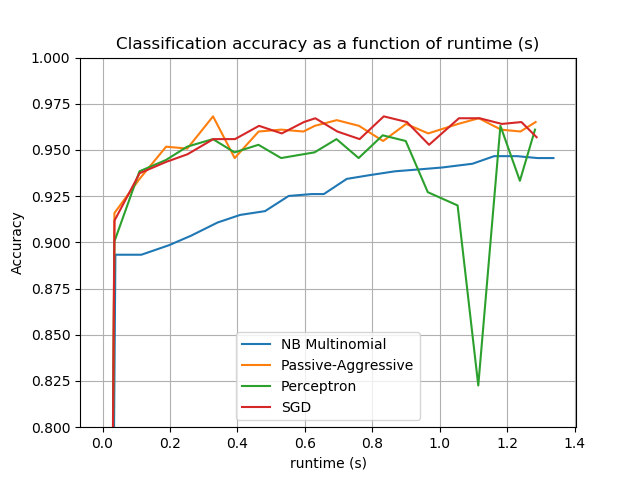 Classification accuracy as a function of runtime (s)
1.000
0.975
0.950
0.925
0.900
0.875
0.850
0.825
0.800
Accuracy
NB Multinomial
Passive-Aggressive
Perceptron
SGD
0.0 0.2 0.4 0.6 0.8 1.0 1.2 1.4
runtime (s)